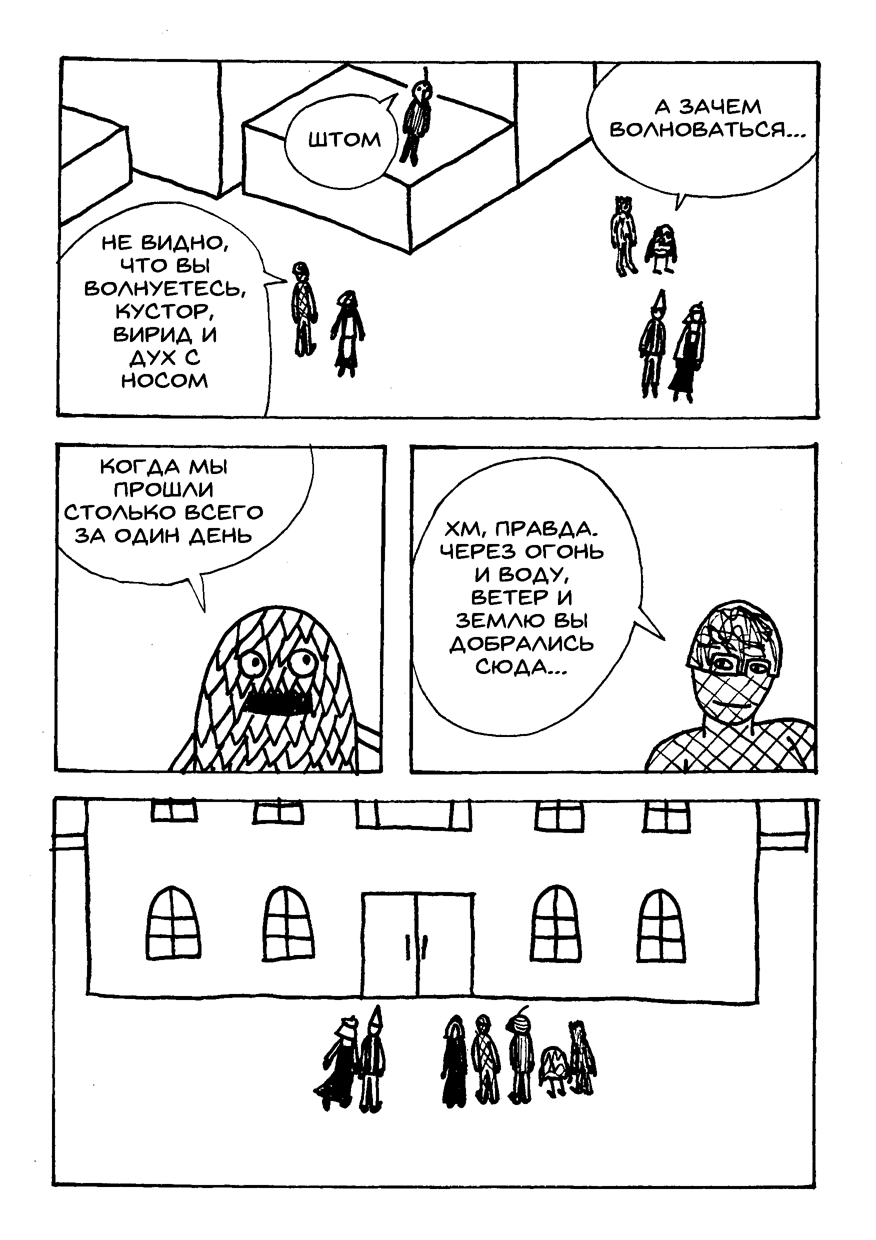 ШТОМ
А ЗАЧЕМ
ВОЛНОВАТЬСЯ...
НЕ ВИДНО,
ЧТО ВЫ
ВОЛНУЕТЕСЬ,
КУСТОР,
ВИРИД И
ДУХ С
НОСОМ
КОГДА МЫ
ПРОШЛИ
СТОЛЬКО ВСЕГО
ЗА ОДИН ДЕНЬ
ХМ, ПРАВДА.
ЧЕРЕЗ ОГОНЬ
И ВОДУ,
ВЕТЕР И
ЗЕМЛЮ ВЫ
ДОБРАЛИСЬ
СЮДА...